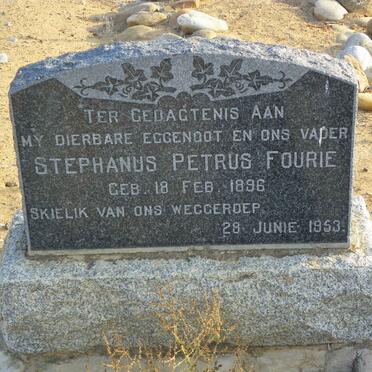 TER GEDAGTENIS AAN
MY DIERBARE EGGENOOT EN ONS VADER
STEPHANUS PETRUS FOURIE
GEB. 18 FEB. 1896
SKIELIK VAN ONS WEGGEROEP
28 JUNIE 1953.